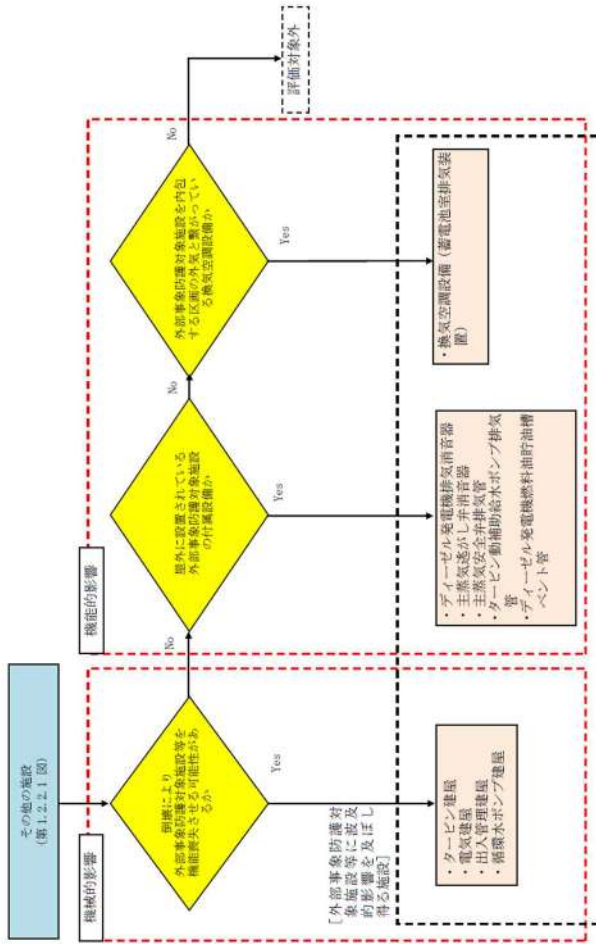 その他の施設
(第1.2.2.1図)
機械的影響
倒壊により
外部事象防護対象施設等を
機能喪失させる可能性があ
るか
Yes
No
[外部事象防護対
象施設等に波及
的影響を及ぼし
得る施設]
・タービン建屋
・電気建屋
・出入管理建屋
・循環水ポンプ建屋
機能的影響
屋外に設置されている
外部事象防護対象施設
の付属設備か
Yes
No
・ディーゼル発電機排気消音器
・主蒸気逃がし弁消音器
・主蒸気安全弁排気管
・タービン動補助給水ポンプ排気
管
・ディーゼル発電機燃料油貯油槽
ベント管
外部事象防護対象施設を内包
する区画の外気と繋がってい
る換気空調設備か
Yes
No
・換気空調設備(蓄電池室排気装
置)
評価対象外